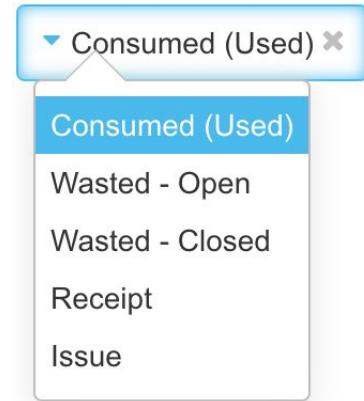 Consumed (Used)
Consumed (Used)
Wasted - Open
Wasted - Closed
Receipt
Issue